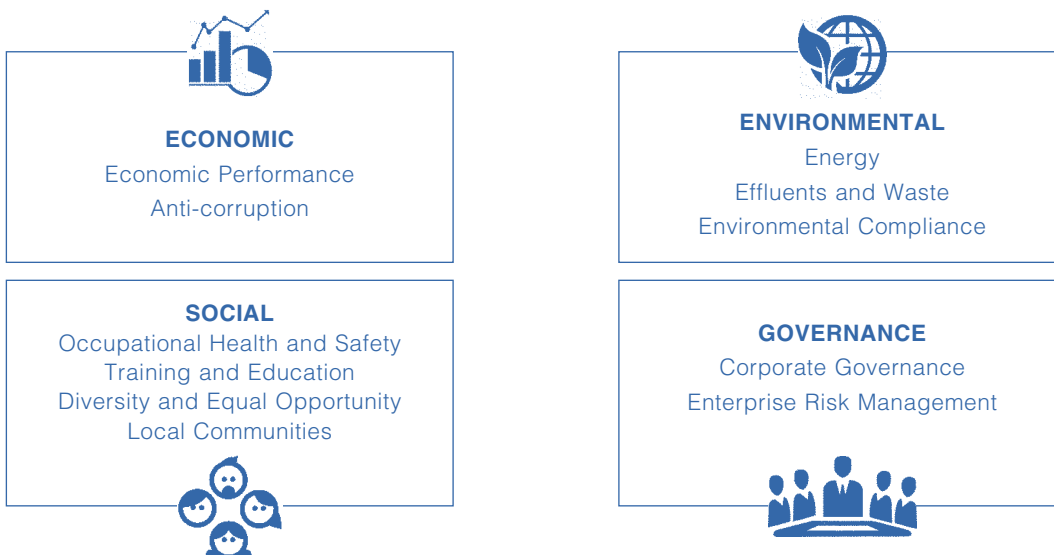 ECONOMIC
Economic Performance
Anti-corruption
ENVIRONMENTAL
Energy
Effluents and Waste
Environmental Compliance
SOCIAL
Occupational Health and Safety
Training and Education
Diversity and Equal Opportunity
Local Communities
GOVERNANCE
Corporate Governance
Enterprise Risk Management